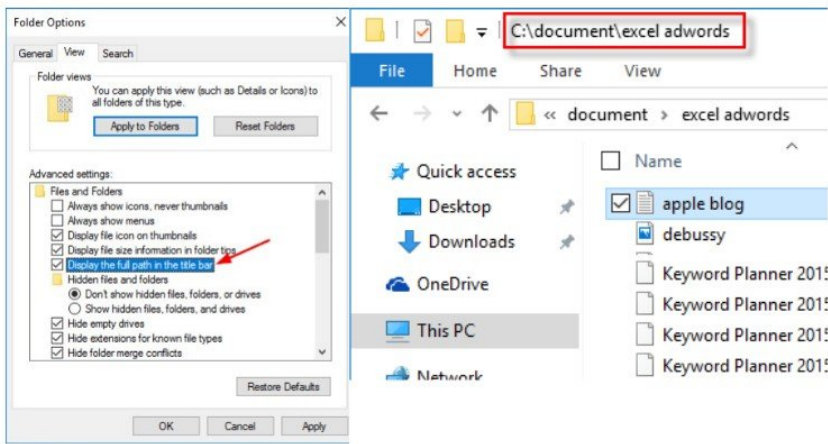 Folder Options
General View Search
Folder views
You can apply this view (such as Details or Icons) to
all folders of this type.
Apply to Folders Reset Folders
Advanced settings:
Files and Folders
Always show icons, never thumbnails
Always show menus
Display file icon on thumbnails
Display file size information in folder tips
Display the full path in the title bar
Hidden files and folders
Don't show hidden files, folders, or drives
Show hidden files, folders, and drives
Hide empty drives
Hide extensions for known file types
Hide folder merge conflicts
Restore Defaults
OK Cancel Apply
C:\document\excel adwords
File Home Share View
« document > excel adwords
Quick access
Desktop
Downloads
OneDrive
This PC
Network
Name
apple blog
debussy
Keyword Planner 2015
Keyword Planner 2015
Keyword Planner 2015
Keyword Planner 2015